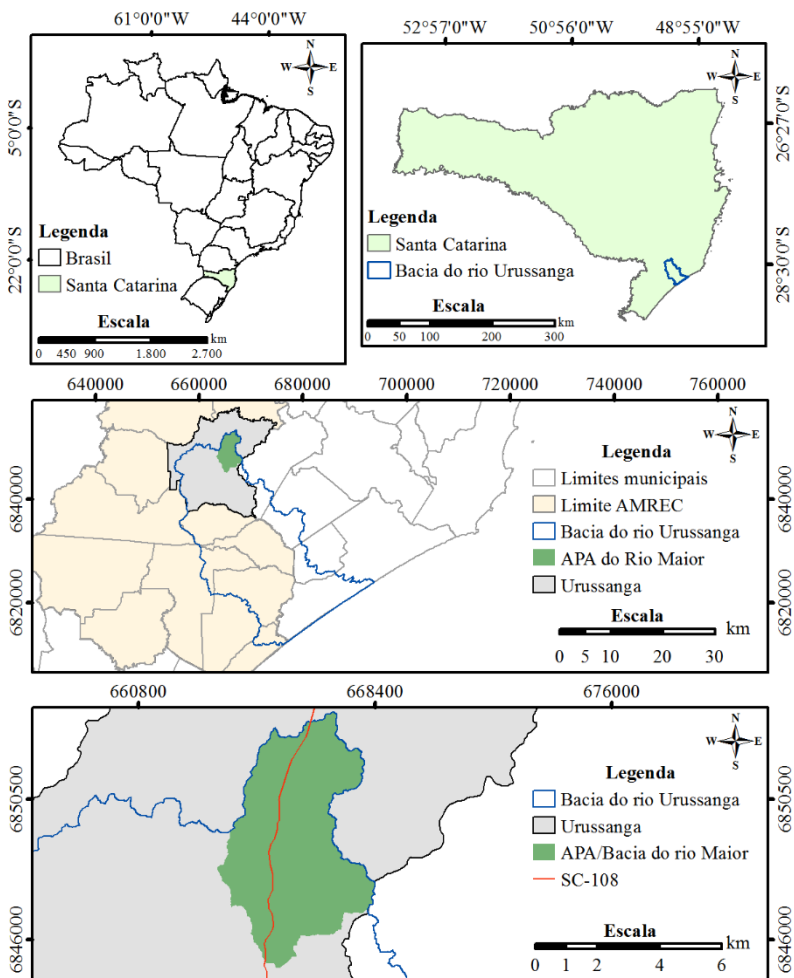 61°0'0"W 44°0'0"W
N
W E
S
5°0'0"S
22°0'0"S
Legenda
Brasil
Santa Catarina
Escala
km
0 450 900 1.800 2.700
52°57'0"W 50°56'0"W 48°55'0"W
N
W E
S
26°27'0"S
28°3'0"S
Legenda
Santa Catarina
Bacia do rio Urussanga
Escala
km
0 50 100 200 300
640000 660000 680000 700000 720000 740000 760000
N
W E
S
6840000 6840000
6820000 6820000
Legenda
Limites municipais
Limite AMREC
Bacia do rio Urussanga
APA do Rio Maior
Urussanga
Escala
km
0 5 10 20 30
660800 668400 676000
N
W E
S
6850500 6850500
6846000 6846000
Legenda
Bacia do rio Urussanga
Urussanga
APA/Bacia do rio Maior
SC-108
Escala
km
0 1 2 4 6